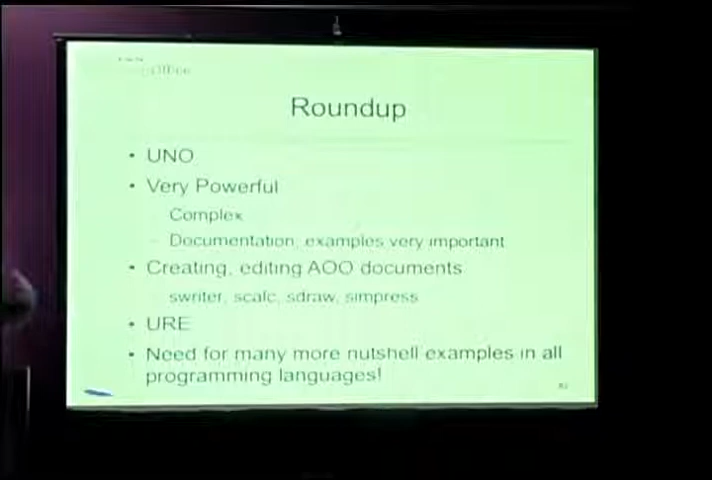 Office
Roundup
• UNO
• Very Powerful
– Complex
– Documentation, examples very important
• Creating, editing AOO documents
– swriter, scalc, sdraw, simpress
• URE
• Need for many more nutshell examples in all
programming languages!